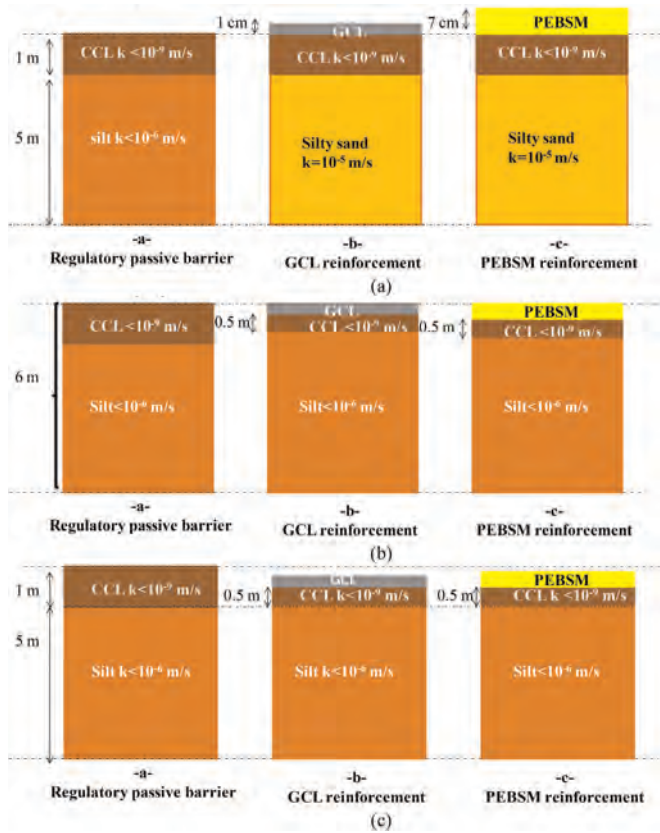 1 cm
7 cm
GCL
PEBSM
1 m
CCL k <10⁻⁹ m/s
CCL k<10⁻⁹ m/s
CCL k <10⁻⁹ m/s
5 m
silt k<10⁻⁶ m/s
Silty sand
k=10⁻⁵ m/s
Silty sand
k=10⁻⁵ m/s
-a-
Regulatory passive barrier
-b-
GCL reinforcement
-c-
PEBSM reinforcement
(a)
CCL <10⁻⁹ m/s
0.5 m
GCL
CCL <10⁻⁹ m/s
0.5 m
PEBSM
CCL <10⁻⁹ m/s
6 m
Silt<10⁻⁶ m/s
Silt<10⁻⁶ m/s
Silt<10⁻⁶ m/s
-a-
Regulatory passive barrier
-b-
GCL reinforcement
-c-
PEBSM reinforcement
(b)
1 m
CCL k<10⁻⁹ m/s
0.5 m
GCL
CCL k<10⁻⁹ m/s
0.5 m
PEBSM
CCL k <10⁻⁹ m/s
5 m
Silt k<10⁻⁶ m/s
Silt k<10⁻⁶ m/s
Silt<10⁻⁶ m/s
-a-
Regulatory passive barrier
-b-
GCL reinforcement
-c-
PEBSM reinforcement
(c)